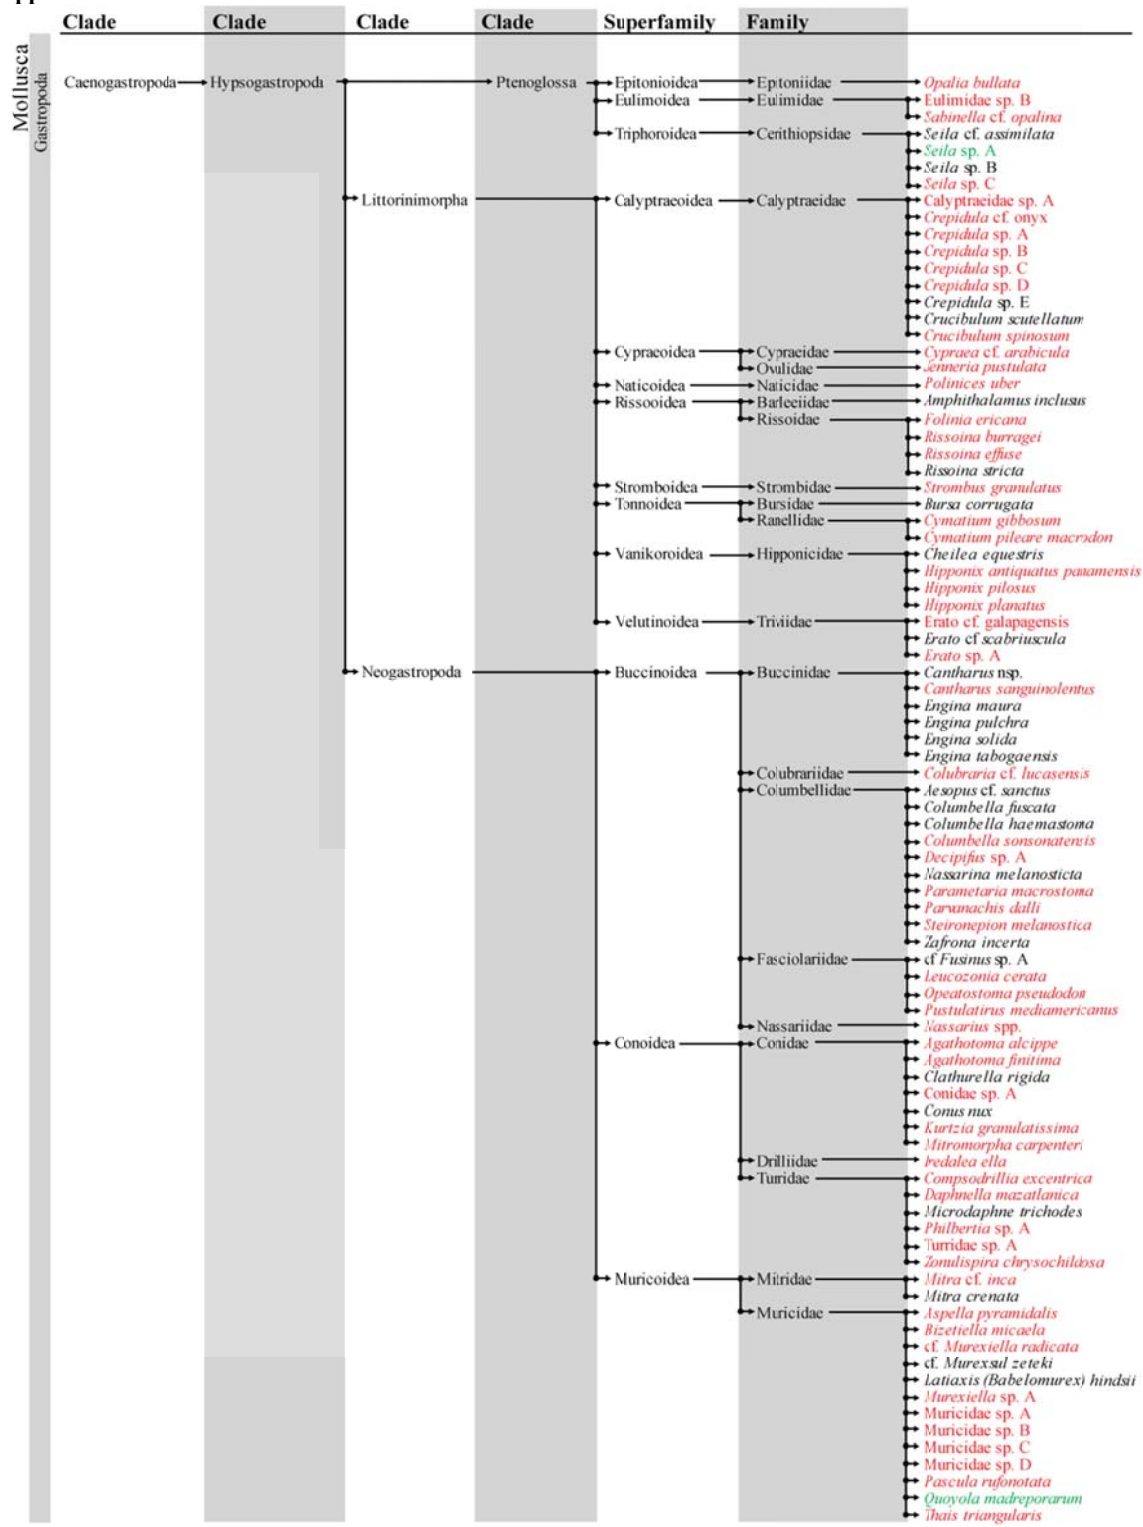 Clade Clade Clade Clade Superfamily Family
Mollusca
Gastropoda
Caenogastropoda Hypsogastropoda Ptenoglossa Epitonioidea Epitoniidae Opalia bullata
Eulimoidea Eulimidae Eulimidae sp. B
Sabinella cf. opalina
Triphoroidea Cerithiopsidae Seila cf. assimilata
Seila sp. A
Seila sp. B
Seila sp. C
Littorinimorpha Calyptraeoidea Calyptraeidae Calyptraeidae sp. A
Crepidula cf. onyx
Crepidula sp. A
Crepidula sp. B
Crepidula sp. C
Crepidula sp. D
Crepidula sp. E
Crucibulum scutellatum
Crucibulum spinosum
Cypraeoidea Cypraeidae Cypraea cf. arabicula
Ovulidae Jenneria pustulata
Naticoidea Naticidae Polinices uber
Rissooidea Barleeiidae Amphithalamus inclusus
Rissoidae Folinia ericana
Rissoina burragei
Rissoina effuse
Rissoina stricta
Stromboidea Strombidae Strombus granulatus
Tonnoidea Bursidae Bursa corrugata
Ranellidae Cymatium gibbosum
Cymatium pileare macrodon
Vanikoroidea Hipponicidae Cheilea equestris
Hipponix antiquatus panamensis
Hipponix pilosus
Hipponix planatus
Velutinoidea Triviidae Erato cf. galapagensis
Erato cf scabriuscula
Erato sp. A
Neogastropoda Buccinoidea Buccinidae Cantharus nsp.
Cantharus sanguinolentus
Engina maura
Engina pulchra
Engina solida
Engina tabogaensis
Colubrariidae Colubraria cf. lucasensis
Columbellidae Aesopus cf. sanctus
Columbella fuscata
Columbella haemastoma
Columbella sonsonatensis
Decipifus sp. A
Nassarina melanosticta
Parametaria macrostoma
Parvanachis dalli
Steironepion melanostica
Zafrona incerta
Fasciolariidae cf Fusinus sp. A
Leucozonia cerata
Opeatostoma pseudodon
Pustulatirus mediamericanus
Nassariidae Nassarius spp.
Conoidea Conidae Agathotoma alcippe
Agathotoma finitima
Clathurella rigida
Conidae sp. A
Conus nux
Kurtzia granulatissima
Mitromorpha carpenteri
Drilliidae Iredalea ella
Turridae Compsodrillia excentrica
Daphnella mazatlanica
Microdaphne trichodes
Philbertia sp. A
Turridae sp. A
Zonulispira chrysochildosa
Muricoidea Mitridae Mitra cf. inca
Mitra crenata
Muricidae Aspella pyramidalis
Bizetiella micaela
cf. Murexiella radicata
cf. Murexsul zeteki
Latiaxis (Babelomurex) hindsii
Murexiella sp. A
Muricidae sp. A
Muricidae sp. B
Muricidae sp. C
Muricidae sp. D
Pascula rufonotata
Quoyola madreporarum
Thais triangularis